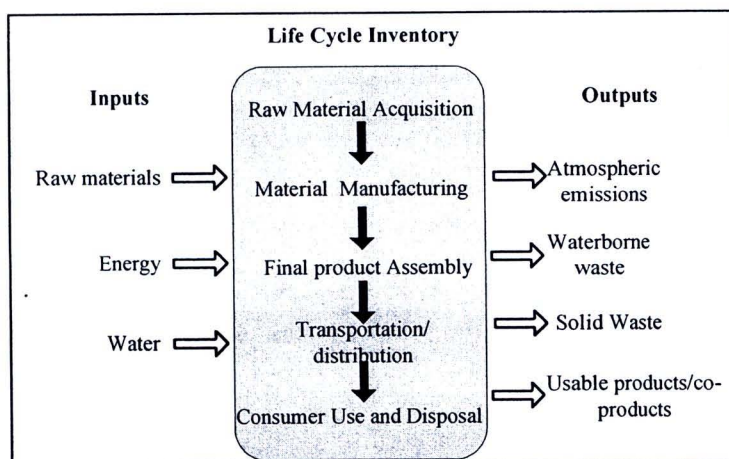 Life Cycle Inventory
Inputs
Raw materials
Energy
Water
Raw Material Acquisition
Material Manufacturing
Final product Assembly
Transportation/
distribution
Consumer Use and Disposal
Outputs
Atmospheric
emissions
Waterborne
waste
Solid Waste
Usable products/co-
products